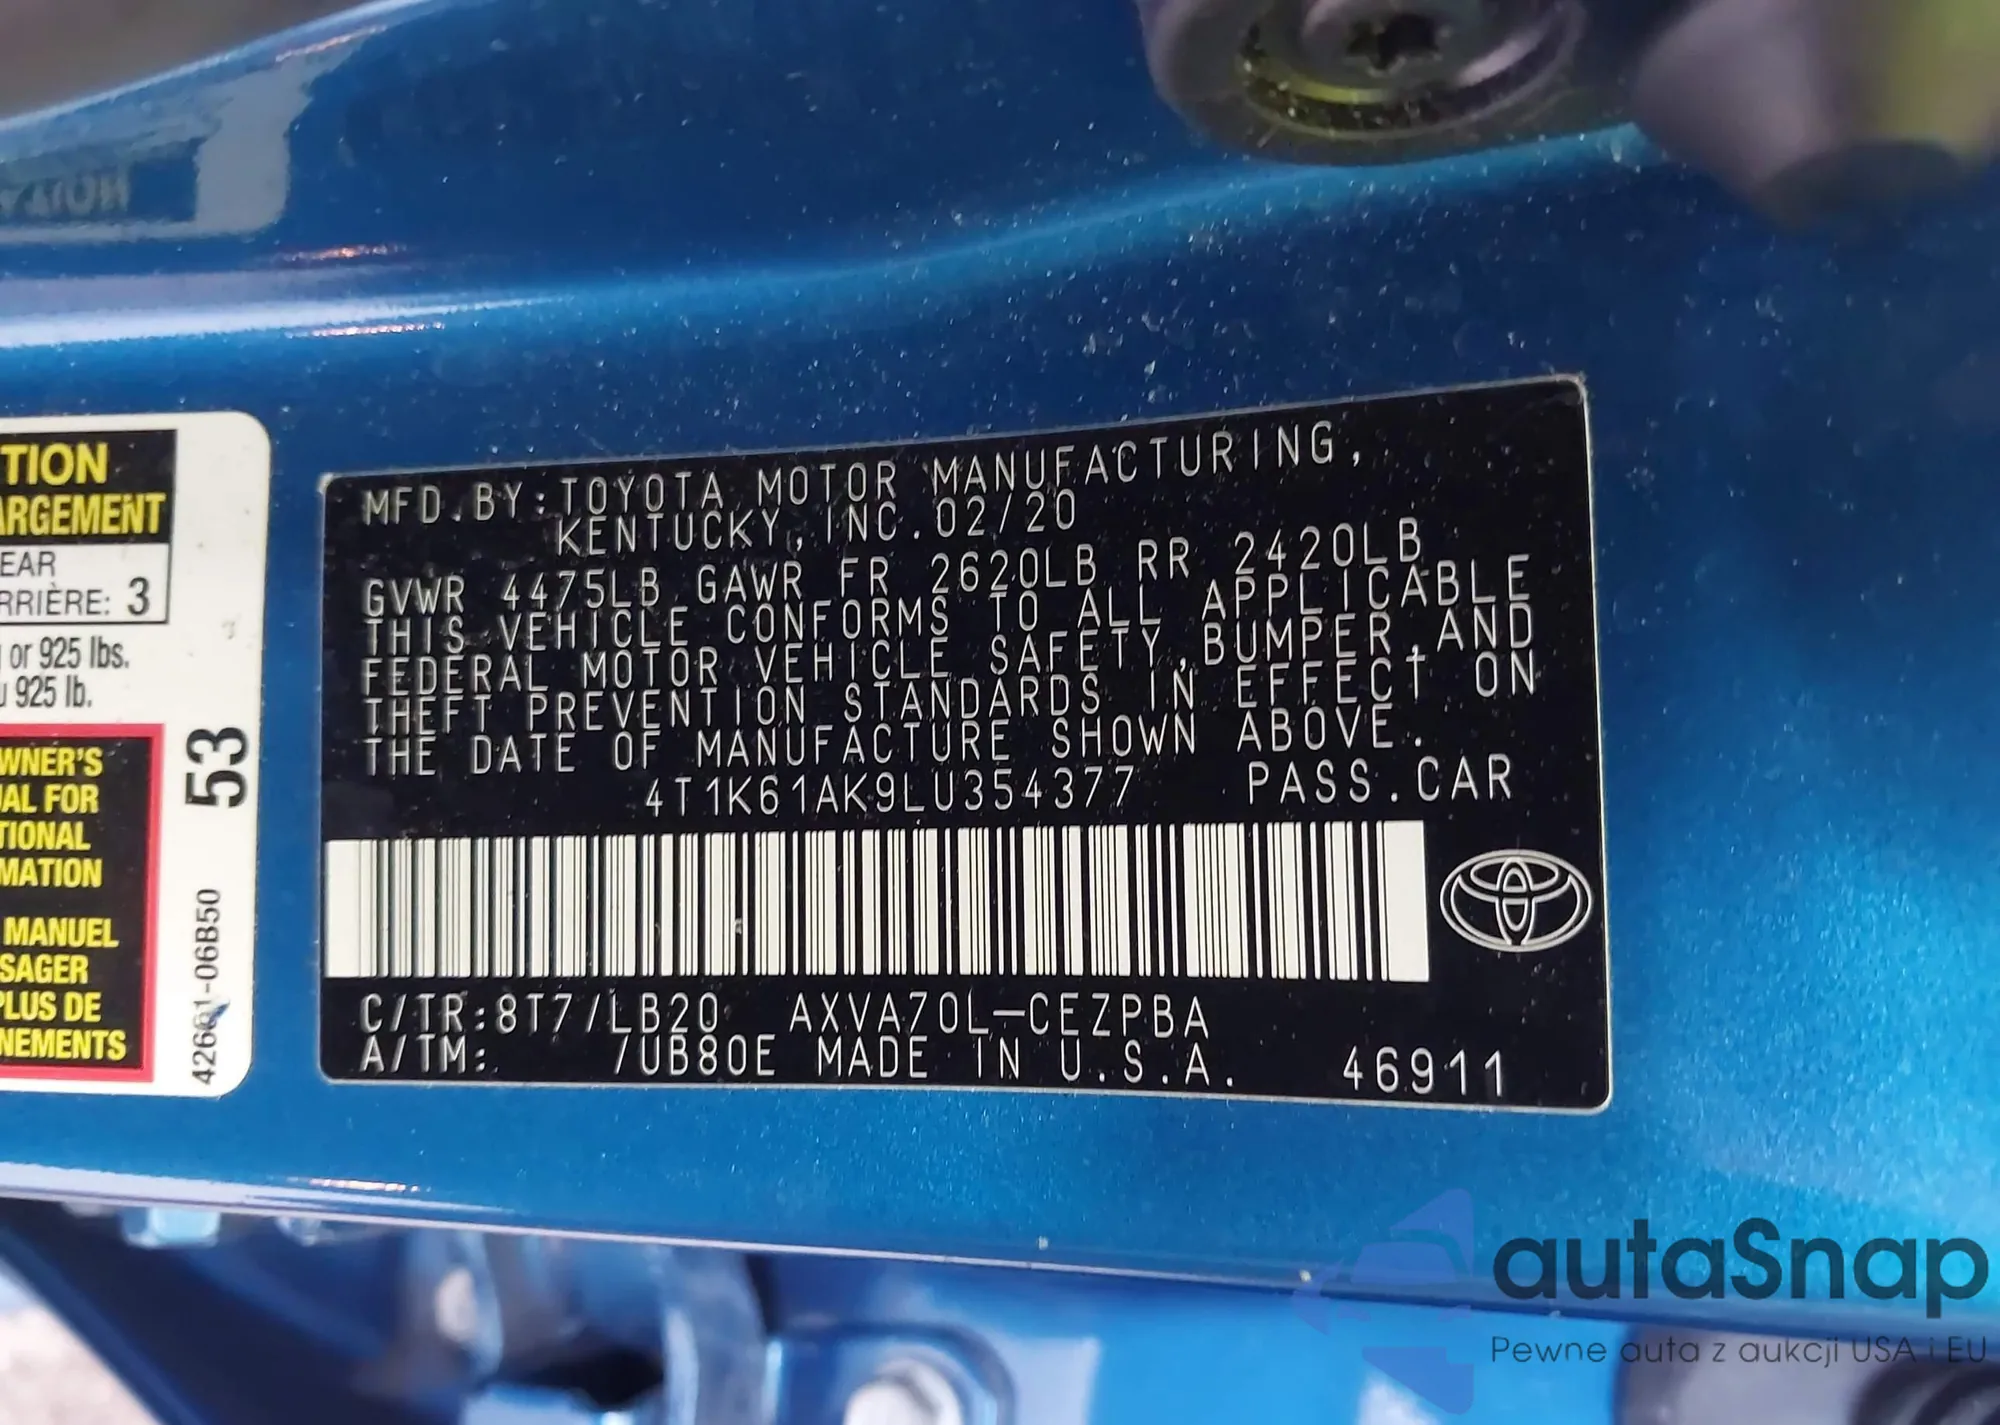 TION
ARGEMENT
EAR
RRIÈRE: 3
or 925 lbs.
925 lb.
WNER'S
AL FOR
TIONAL
MATION
MANUEL
SAGER
PLUS DE
NEMENTS
53
42661-06B50
MFD.BY:TOYOTA MOTOR MANUFACTURING,
KENTUCKY, INC.02/20
GVWR 4475LB GAWR FR 2620LB RR 2420LB
THIS VEHICLE CONFORMS TO ALL APPLICABLE
FEDERAL MOTOR VEHICLE SAFETY,BUMPER,AND
THEFT PREVENTION STANDARDS IN EFFECT ON
THE DATE OF MANUFACTURE SHOWN ABOVE.
4T1K61AK9LU354377 PASS.CAR
C/TR:8T7/LB20 AXVA70L-CEZPBA
A/TM: /UB80E MADE IN U.S.A. 46911
autaSnap
Pewne auta z aukcji USA i EU